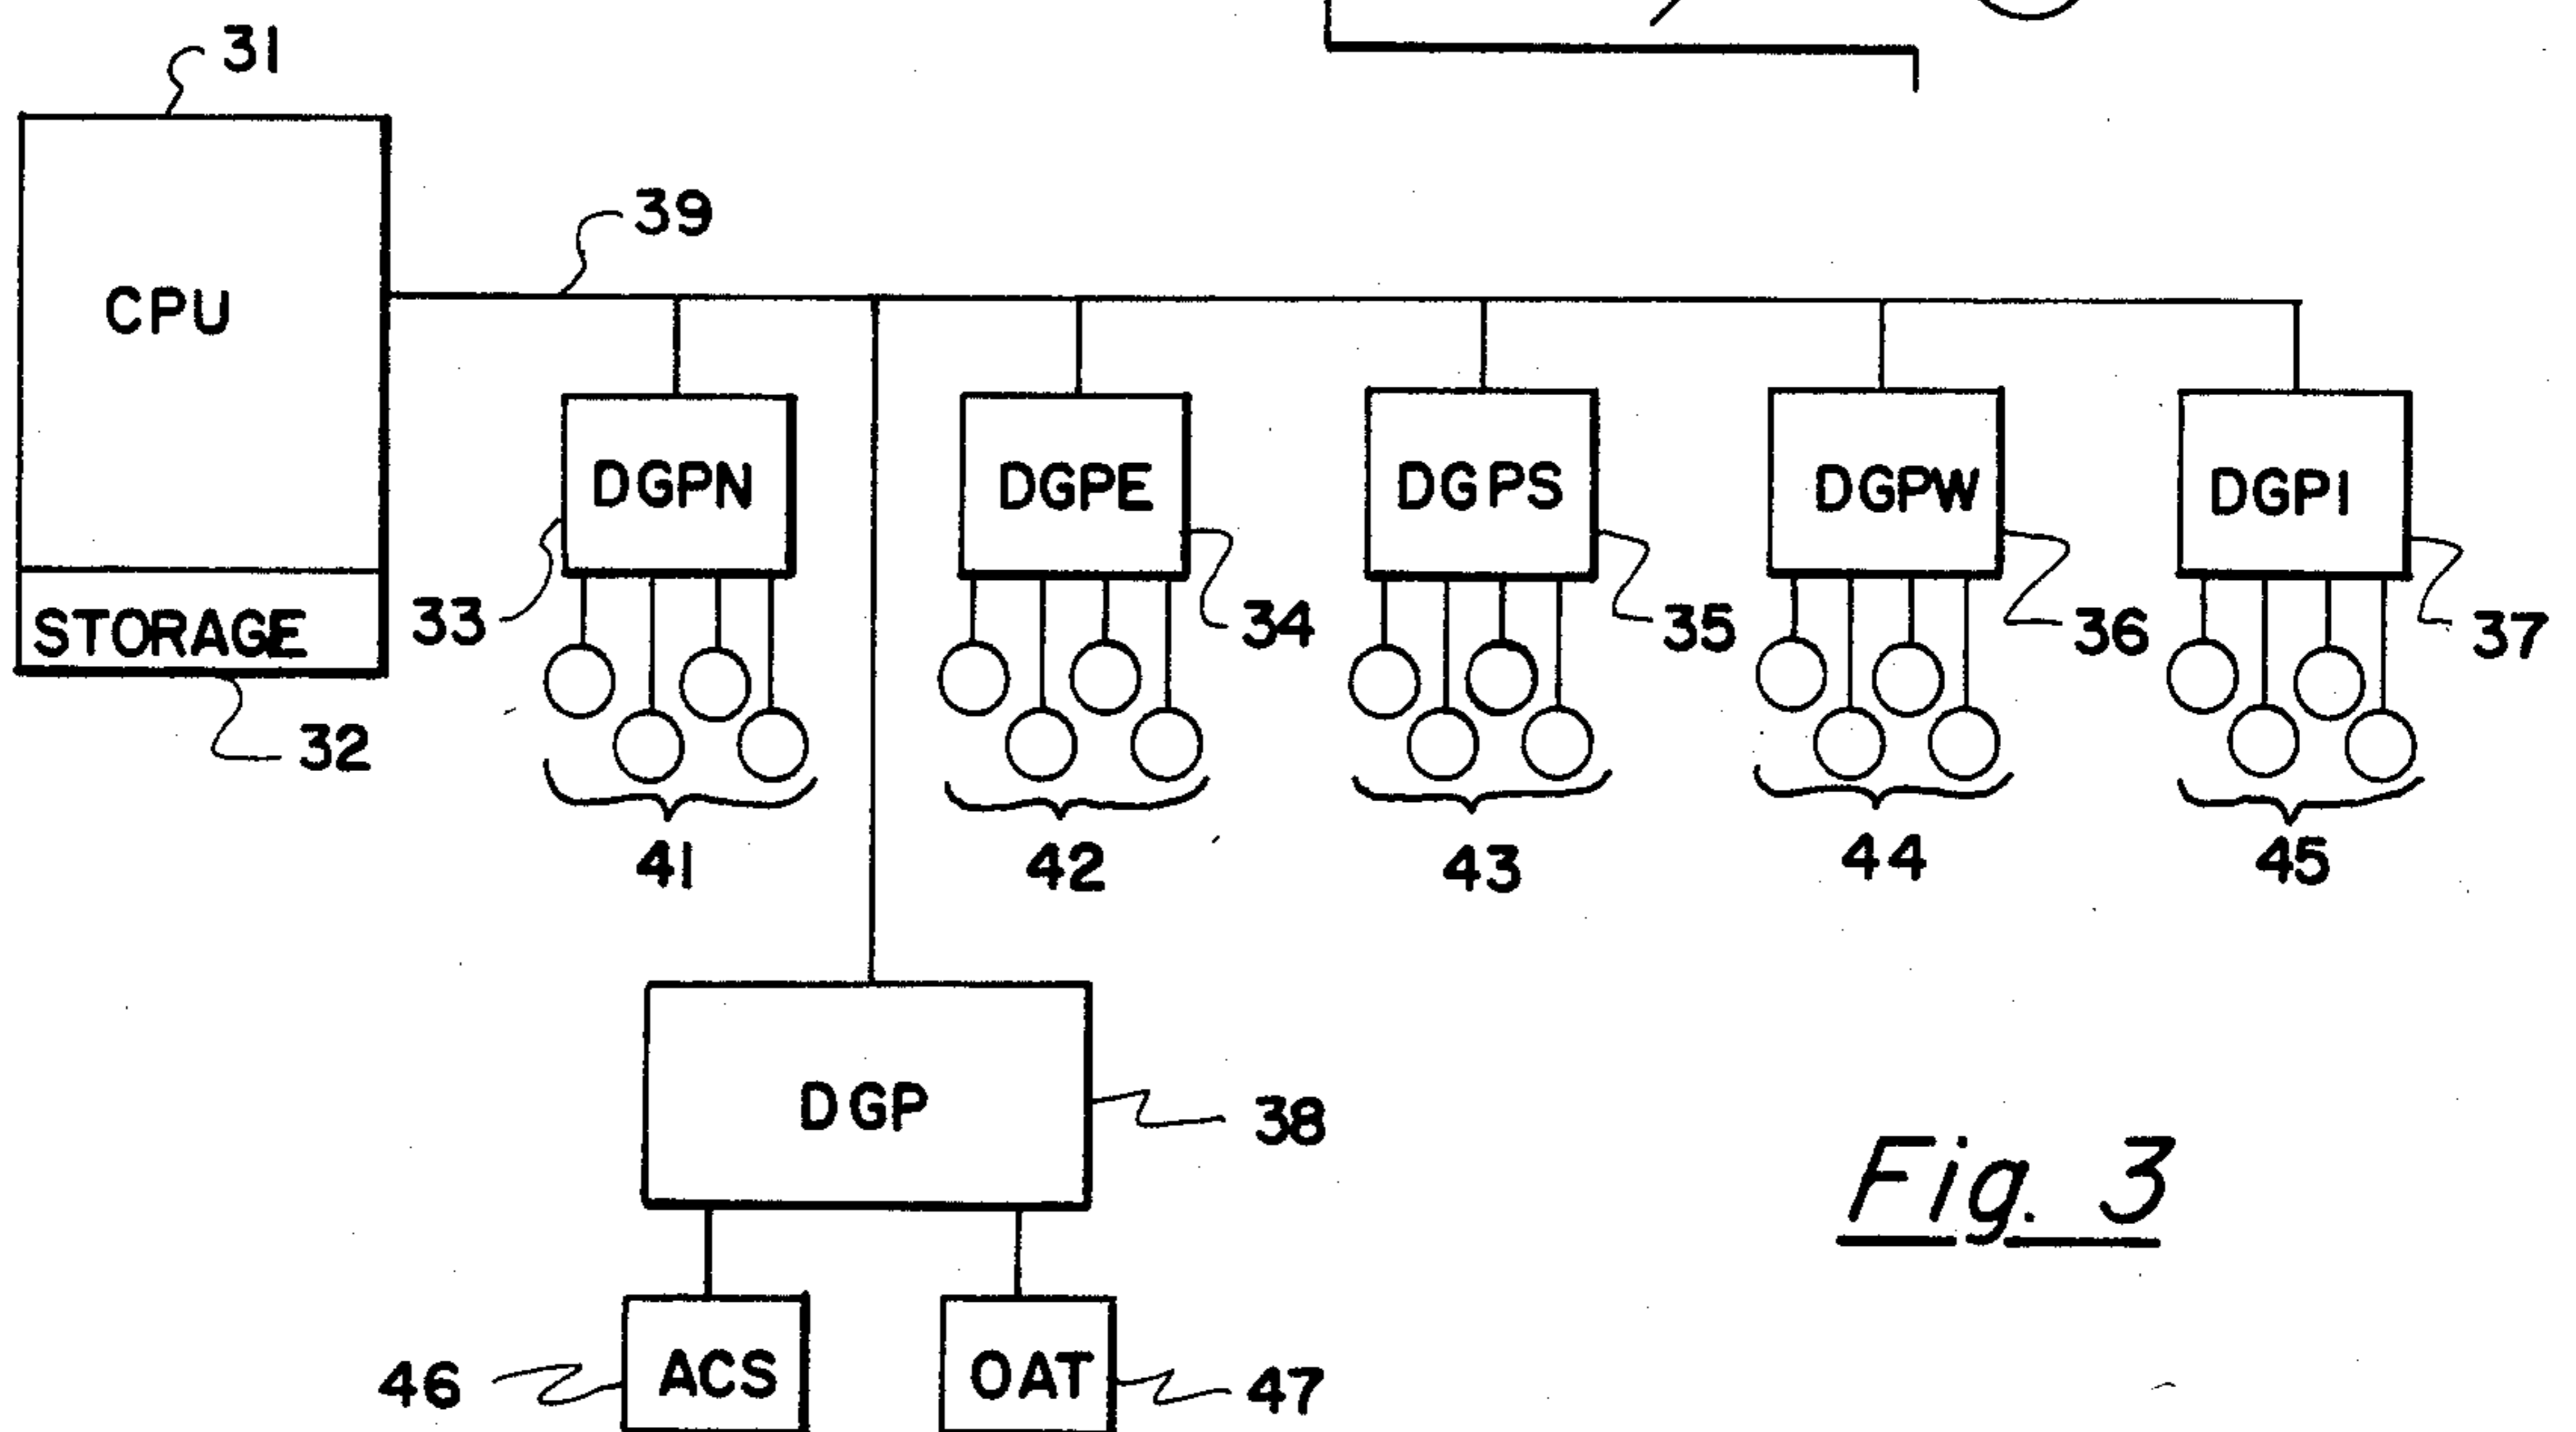 31
39
CPU
DGPN
DGPE
DGPS
DGPW
DGPI
STORAGE
33
34
35
36
37
32
41
42
43
44
45
DGP
38
Fig. 3
46
ACS
OAT
47